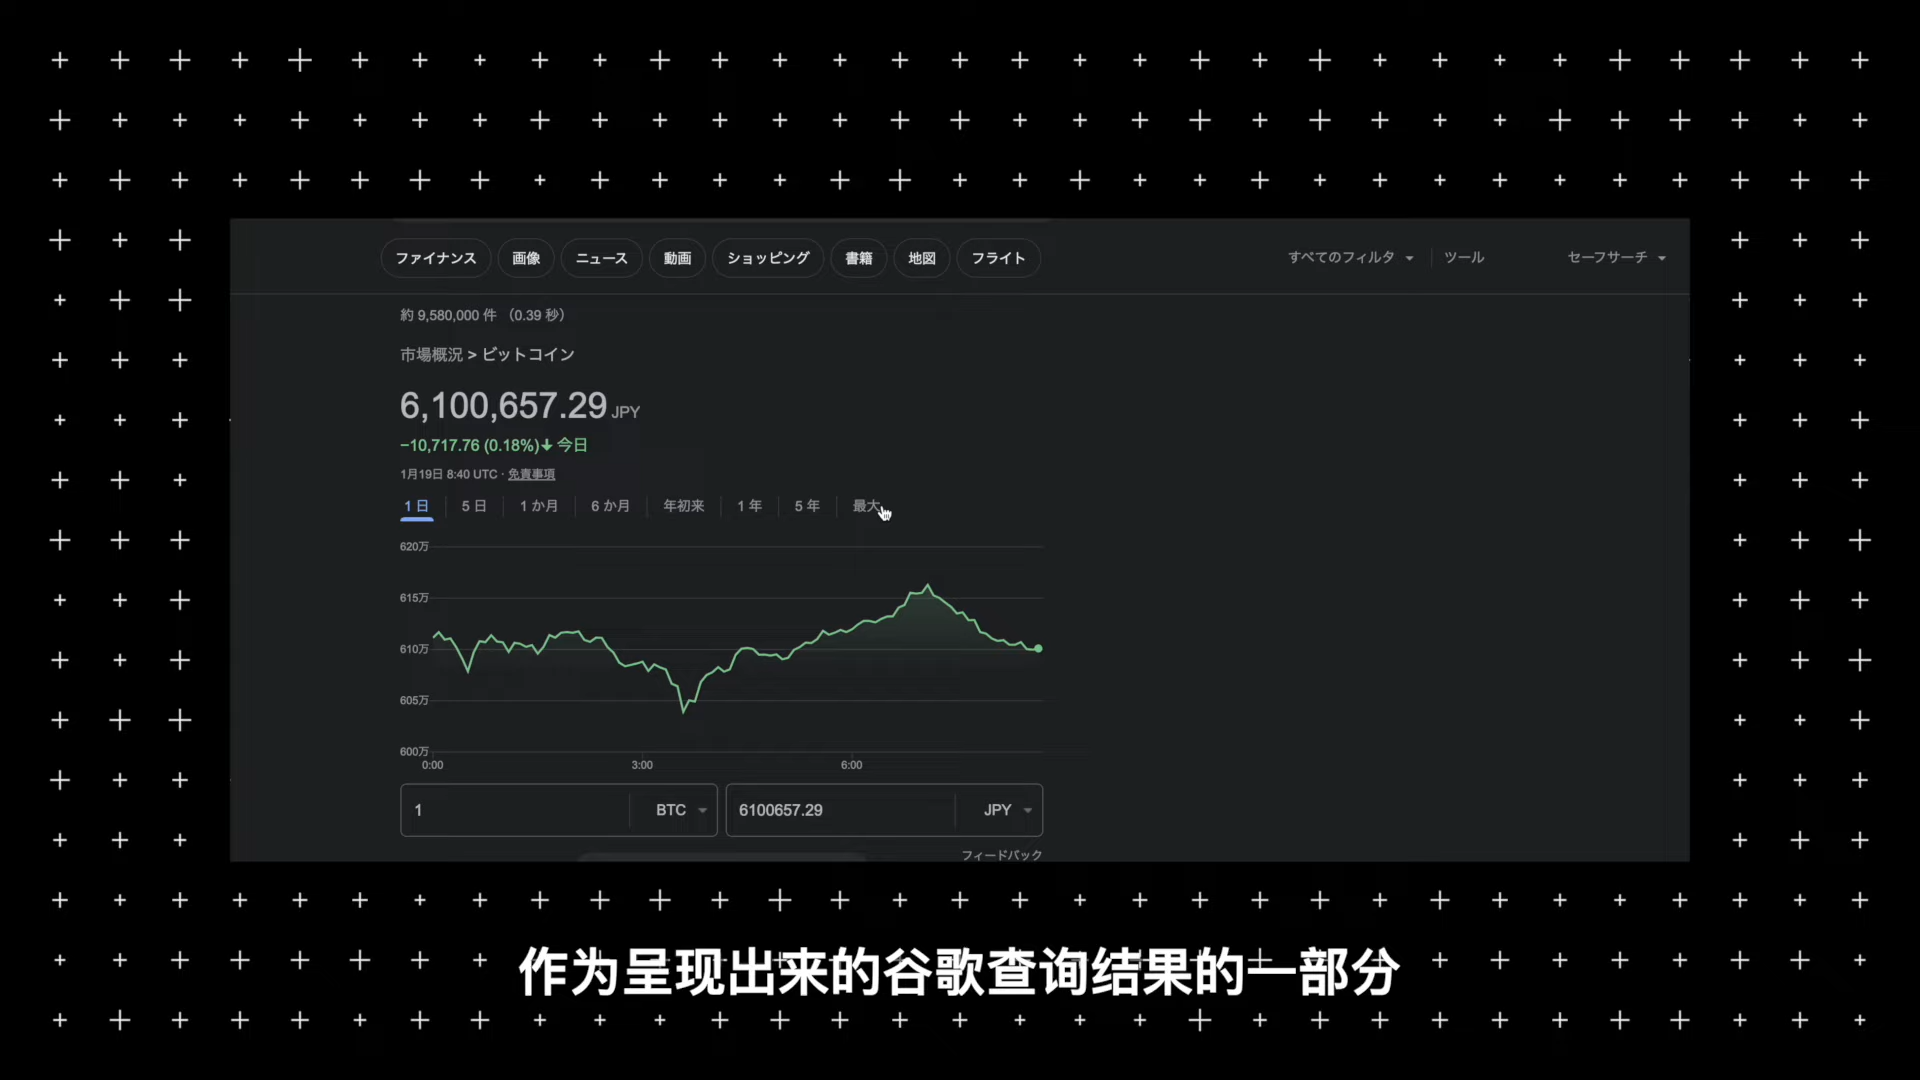 ファイナンス 画像 ニュース 動画 ショッピング 書籍 地図 フライト すべてのフィルタ ツール セーフサーチ
約 9,580,000 件 （0.39 秒）
市場概況 > ビットコイン
6,100,657.29 JPY
−10,717.76 (0.18%)↓ 今日
1月19日 8:40 UTC · 免責事項
1 日 5 日 1 か月 6 か月 年初来 1 年 5 年 最大
620万
615万
610万
605万
600万
0:00 3:00 6:00
1 BTC 6100657.29 JPY
フィードバック
作为呈现出来的谷歌查询结果的一部分